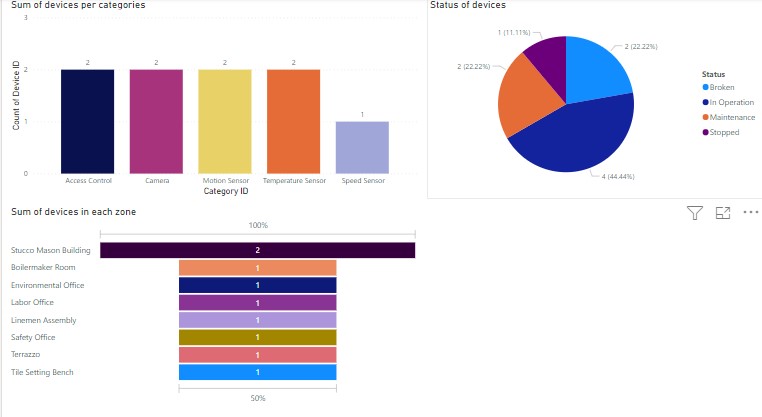 Sum of devices per categories
3
2
1
0
Count of Device ID
2
2
2
2
1
Access Control
Camera
Motion Sensor
Temperature Sensor
Speed Sensor
Category ID
Status of devices
1 (11.11%)
2 (22.22%)
2 (22.22%)
4 (44.44%)
Status
Broken
In Operation
Maintenance
Stopped
Sum of devices in each zone
100%
Stucco Mason Building 2
Boilermaker Room 1
Environmental Office 1
Labor Office 1
Linemen Assembly 1
Safety Office 1
Terrazzo 1
Tile Setting Bench 1
50%